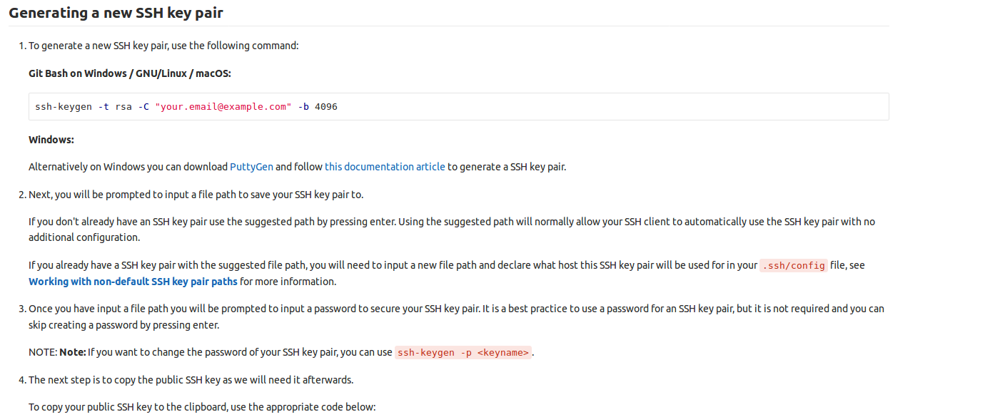 Generating a new SSH key pair
1. To generate a new SSH key pair, use the following command:
Git Bash on Windows / GNU/Linux / macOS:
ssh-keygen -t rsa -C "your.email@example.com" -b 4096
Windows:
Alternatively on Windows you can download PuttyGen and follow this documentation article to generate a SSH key pair.
2. Next, you will be prompted to input a file path to save your SSH key pair to.
If you don't already have an SSH key pair use the suggested path by pressing enter. Using the suggested path will normally allow your SSH client to automatically use the SSH key pair with no
additional configuration.
If you already have a SSH key pair with the suggested file path, you will need to input a new file path and declare what host this SSH key pair will be used for in your .ssh/config file, see
Working with non-default SSH key pair paths for more information.
3. Once you have input a file path you will be prompted to input a password to secure your SSH key pair. It is a best practice to use a password for an SSH key pair, but it is not required and you can
skip creating a password by pressing enter.
NOTE: Note: If you want to change the password of your SSH key pair, you can use ssh-keygen -p <keyname>.
4. The next step is to copy the public SSH key as we will need it afterwards.
To copy your public SSH key to the clipboard, use the appropriate code below: